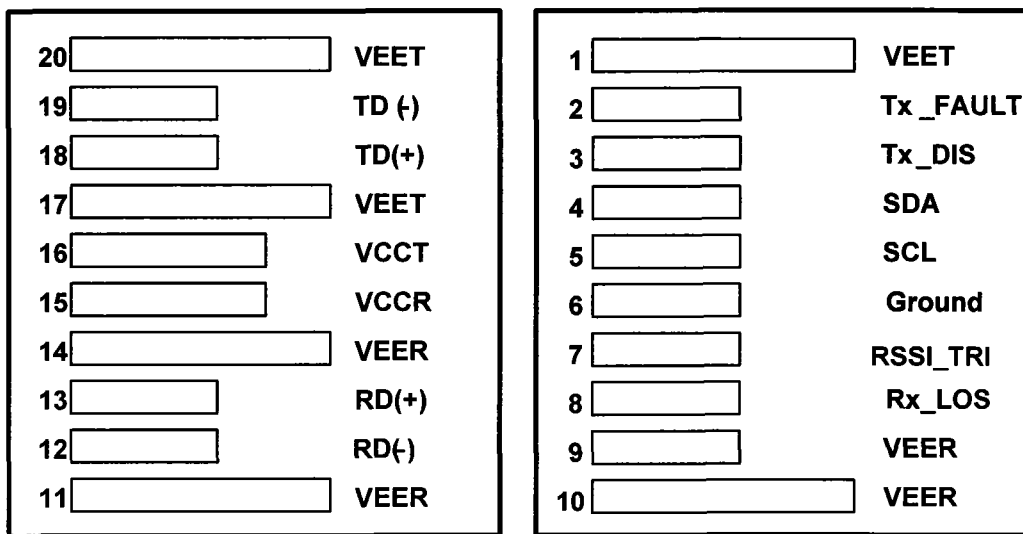 20 VEET
19 TD (-)
18 TD(+)
17 VEET
16 VCCT
15 VCCR
14 VEER
13 RD(+)
12 RD(-)
11 VEER
1 VEET
2 Tx _FAULT
3 Tx_DIS
4 SDA
5 SCL
6 Ground
7 RSSI_TRI
8 Rx_LOS
9 VEER
10 VEER